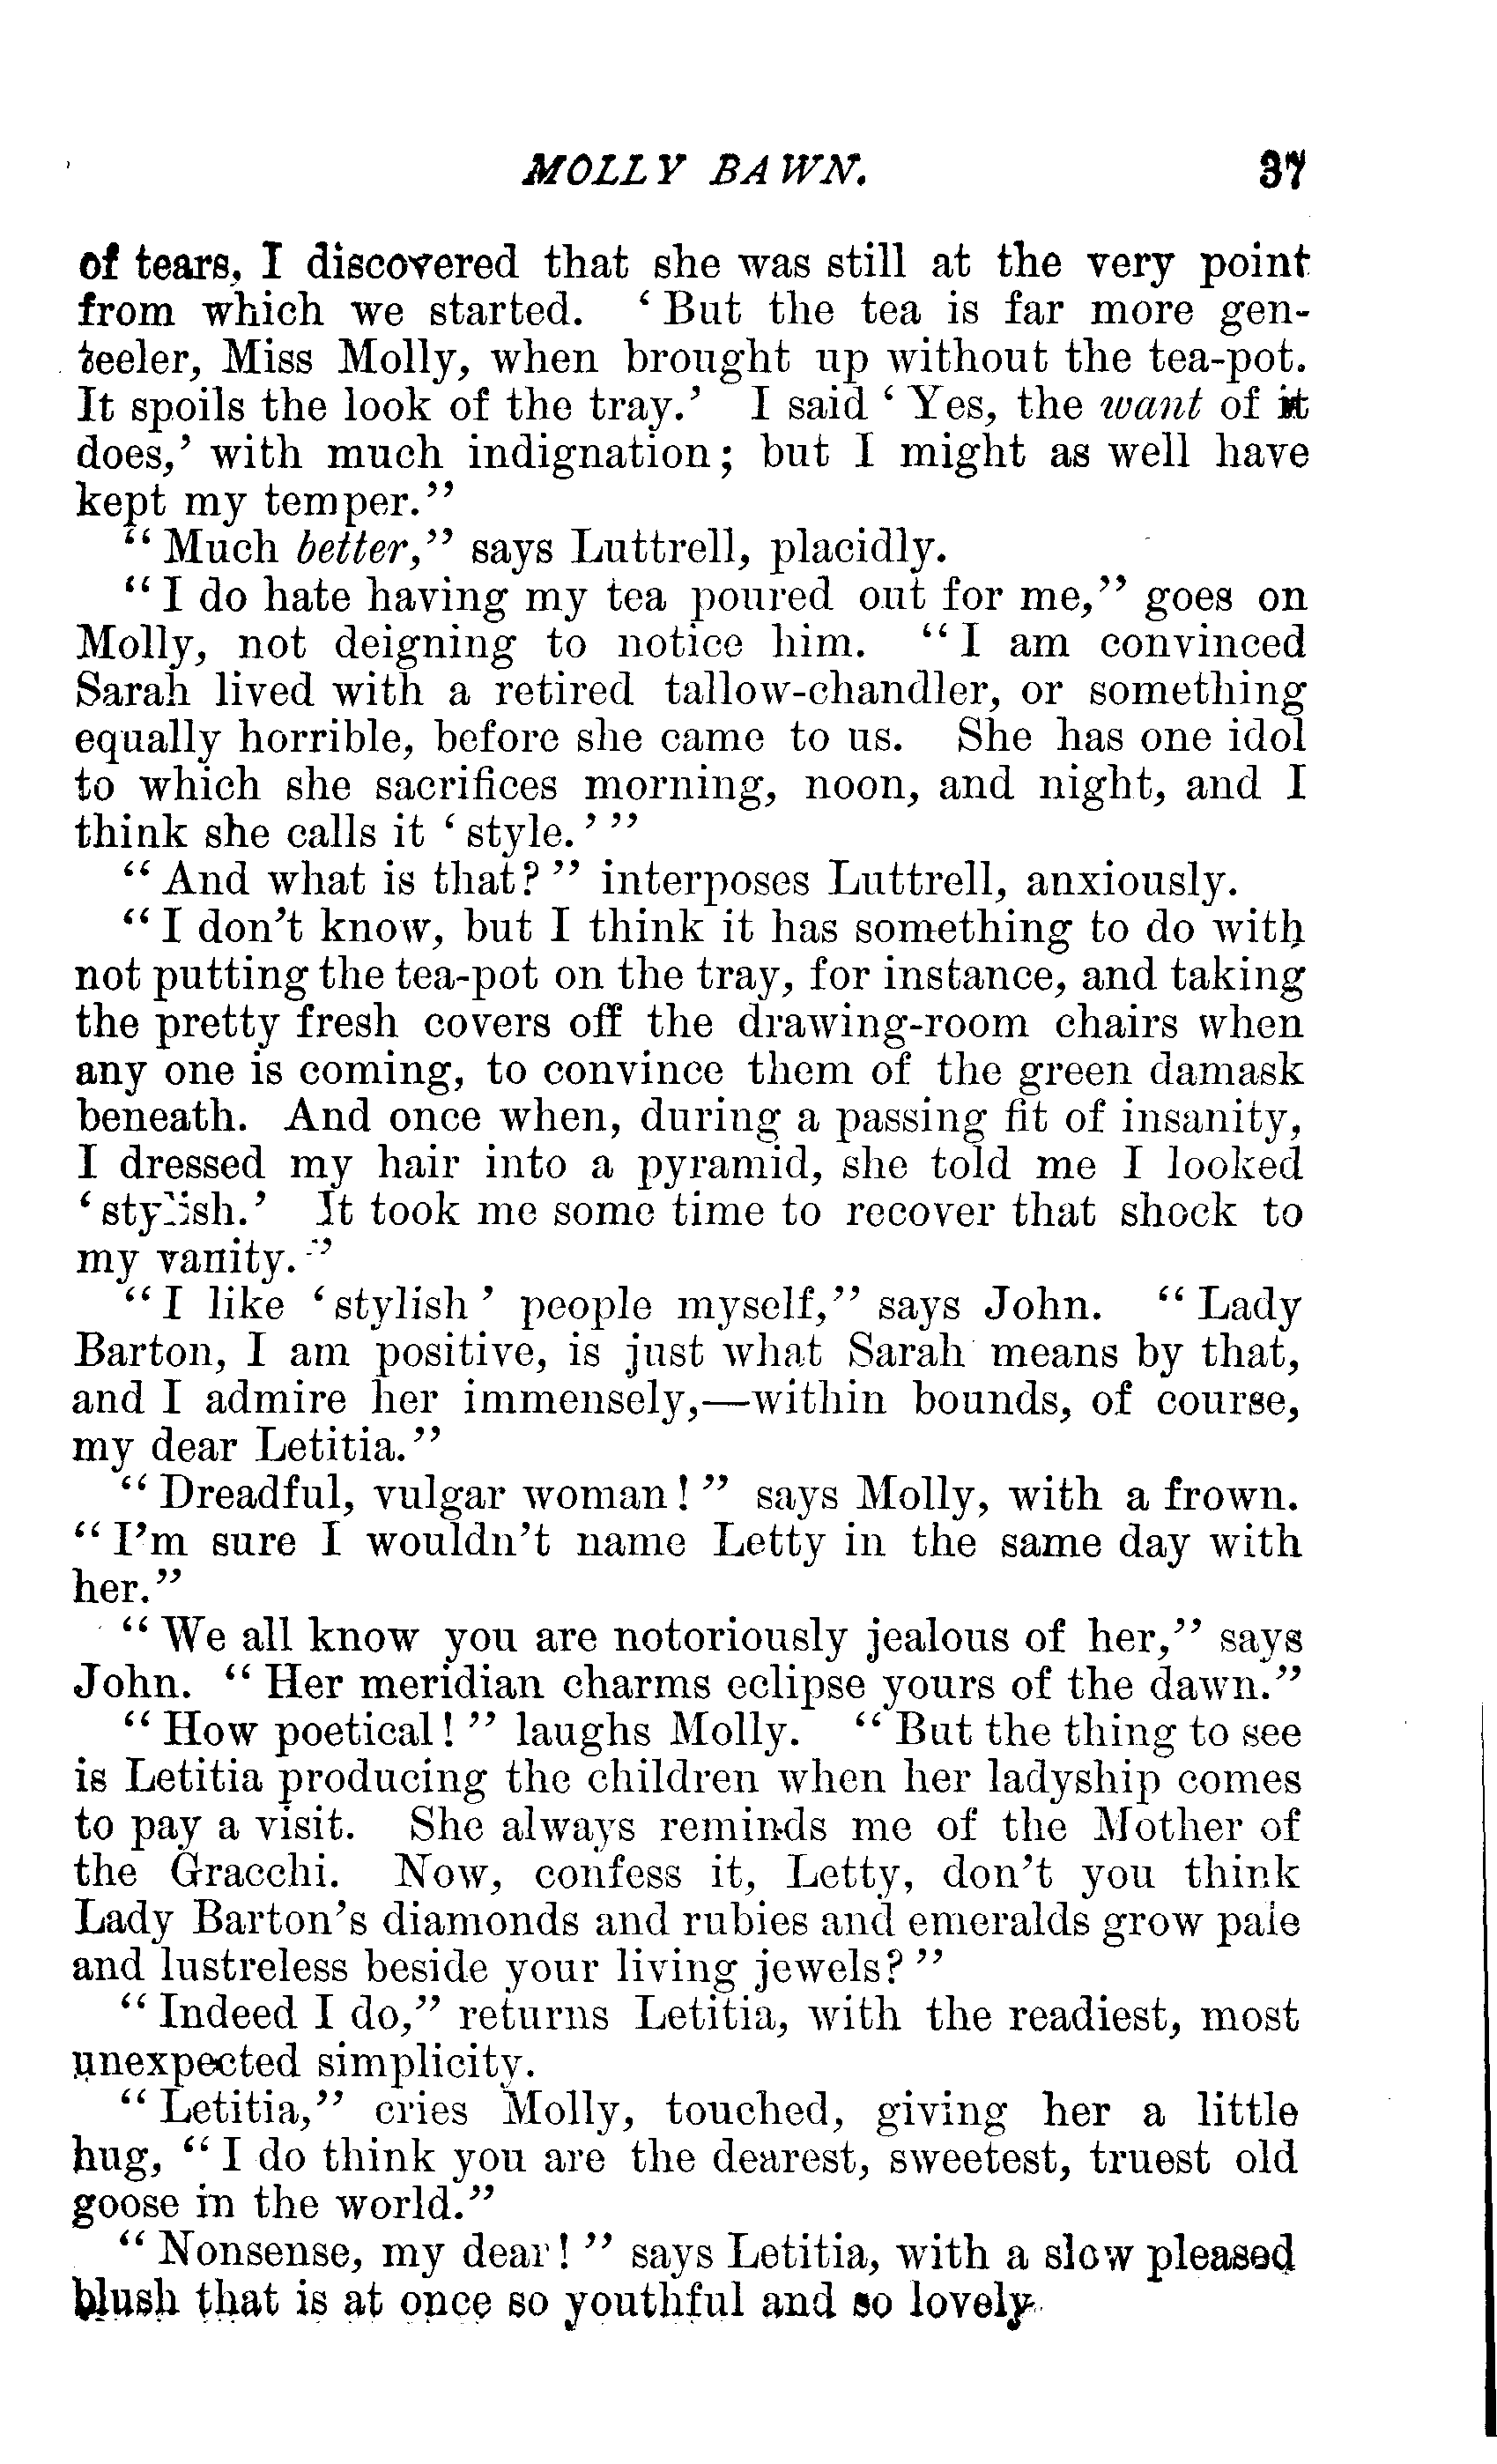 MOLLY BAWN. 37
of tears, I discovered that she was still at the very point
from which we started. ‘But the tea is far more gen-
teeler, Miss Molly, when brought up without the tea-pot.
It spoils the look of the tray.’ I said ‘Yes, the want of it
does,’ with much indignation; but I might as well have
kept my temper.”
“Much better,” says Luttrell, placidly.
“I do hate having my tea poured out for me,” goes on
Molly, not deigning to notice him. “I am convinced
Sarah lived with a retired tallow-chandler, or something
equally horrible, before she came to us. She has one idol
to which she sacrifices morning, noon, and night, and I
think she calls it ‘style.’”
“And what is that?” interposes Luttrell, anxiously.
“I don’t know, but I think it has something to do with
not putting the tea-pot on the tray, for instance, and taking
the pretty fresh covers off the drawing-room chairs when
any one is coming, to convince them of the green damask
beneath. And once when, during a passing fit of insanity,
I dressed my hair into a pyramid, she told me I looked
‘stylish.’ It took me some time to recover that shock to
my vanity.”
“I like ‘stylish’ people myself,” says John. “Lady
Barton, I am positive, is just what Sarah means by that,
and I admire her immensely,—within bounds, of course,
my dear Letitia.”
“Dreadful, vulgar woman!” says Molly, with a frown.
“I’m sure I wouldn’t name Letty in the same day with
her.”
“We all know you are notoriously jealous of her,” says
John. “Her meridian charms eclipse yours of the dawn.”
“How poetical!” laughs Molly. “But the thing to see
is Letitia producing the children when her ladyship comes
to pay a visit. She always reminds me of the Mother of
the Gracchi. Now, confess it, Letty, don’t you think
Lady Barton’s diamonds and rubies and emeralds grow pale
and lustreless beside your living jewels?”
“Indeed I do,” returns Letitia, with the readiest, most
unexpected simplicity.
“Letitia,” cries Molly, touched, giving her a little
hug, “I do think you are the dearest, sweetest, truest old
goose in the world.”
“Nonsense, my dear!” says Letitia, with a slow pleased
blush that is at once so youthful and so lovely